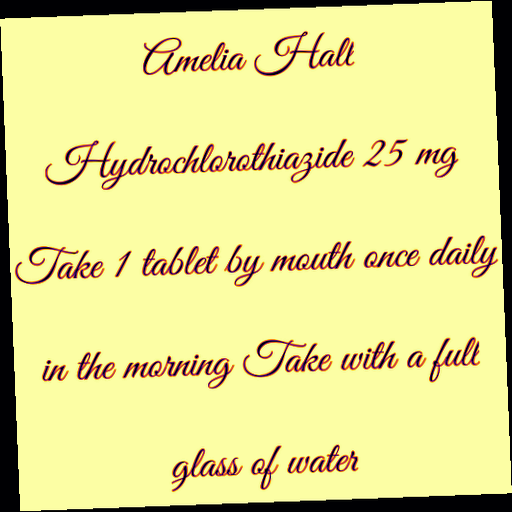 Amelia Hall
Hydrochlorothiazide 25 mg
Take 1 tablet by mouth once daily
in the morning Take with a full
glass of water